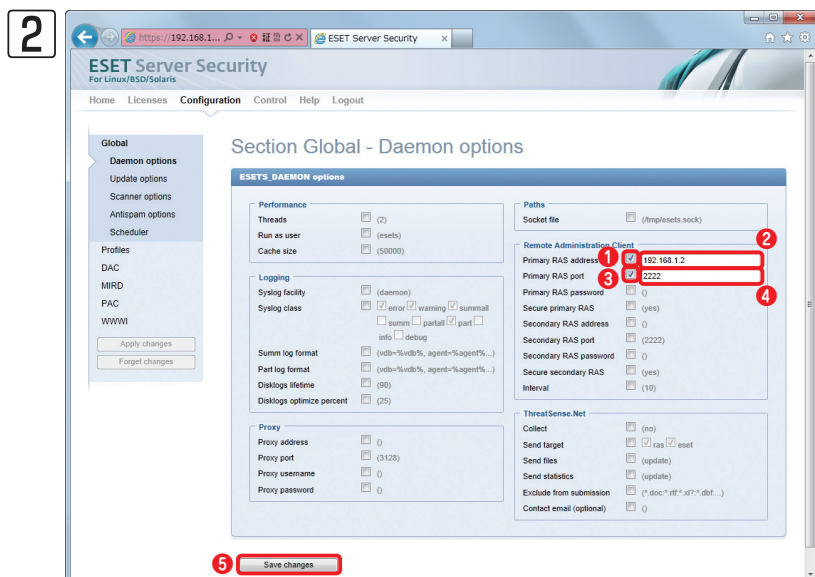 2
https://192.168.1...
証
ESET Server Security
ESET Server Security
For Linux/BSD/Solaris
Home Licenses Configuration Control Help Logout
Global
Daemon options
Update options
Scanner options
Antispam options
Scheduler
Profiles
DAC
MIRD
PAC
WWWI
Apply changes
Forget changes
Section Global - Daemon options
ESETS_DAEMON options
Performance
Threads (2)
Run as user (esets)
Cache size (50000)
Logging
Syslog facility (daemon)
Syslog class error warning summall
summ partall part
info debug
Summ log format (vdb=%vdb%, agent=%agent%...)
Part log format (vdb=%vdb%, agent=%agent%...)
Disklogs lifetime (90)
Disklogs optimize percent (25)
Proxy
Proxy address ()
Proxy port (3128)
Proxy username ()
Proxy password ()
Paths
Socket file (/tmp/esets.sock)
Remote Administration Client
2
Primary RAS address 1 192.168.1.2
Primary RAS port 3 2222
4
Primary RAS password ()
Secure primary RAS (yes)
Secondary RAS address ()
Secondary RAS port (2222)
Secondary RAS password ()
Secure secondary RAS (yes)
Interval (10)
ThreatSense.Net
Collect (no)
Send target ras eset
Send files (update)
Send statistics (update)
Exclude from submission (*.doc:*.rtf:*.xl?:*.dbf:...)
Contact email (optional) ()
5 Save changes